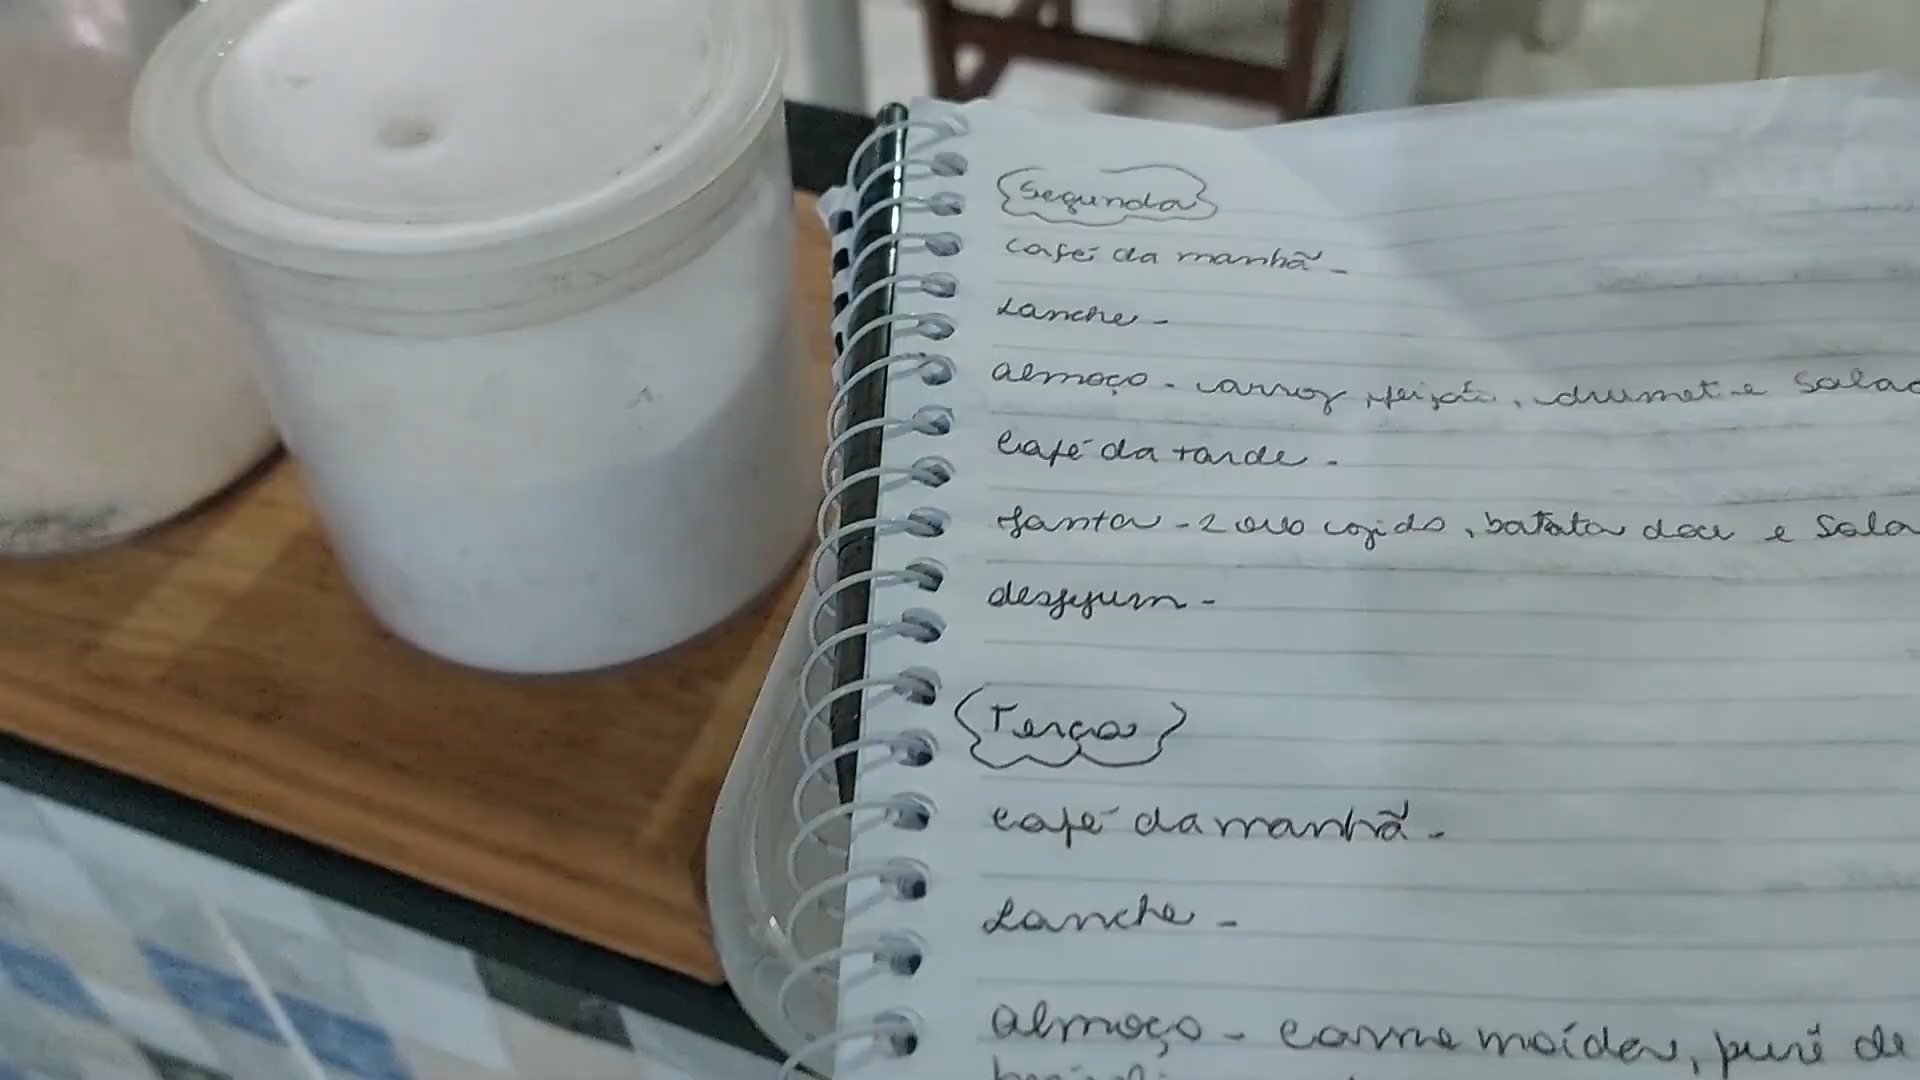 Segunda
café da manhã -
Lanche -
almoço - arroz, feijão, drumet e Salad
Café da tarde -
Janta - 2 ovo cozido, batata doce e Sala
desjejum -
Terça
café da manhã -
Lanche -
almoço - carne moída, purê de